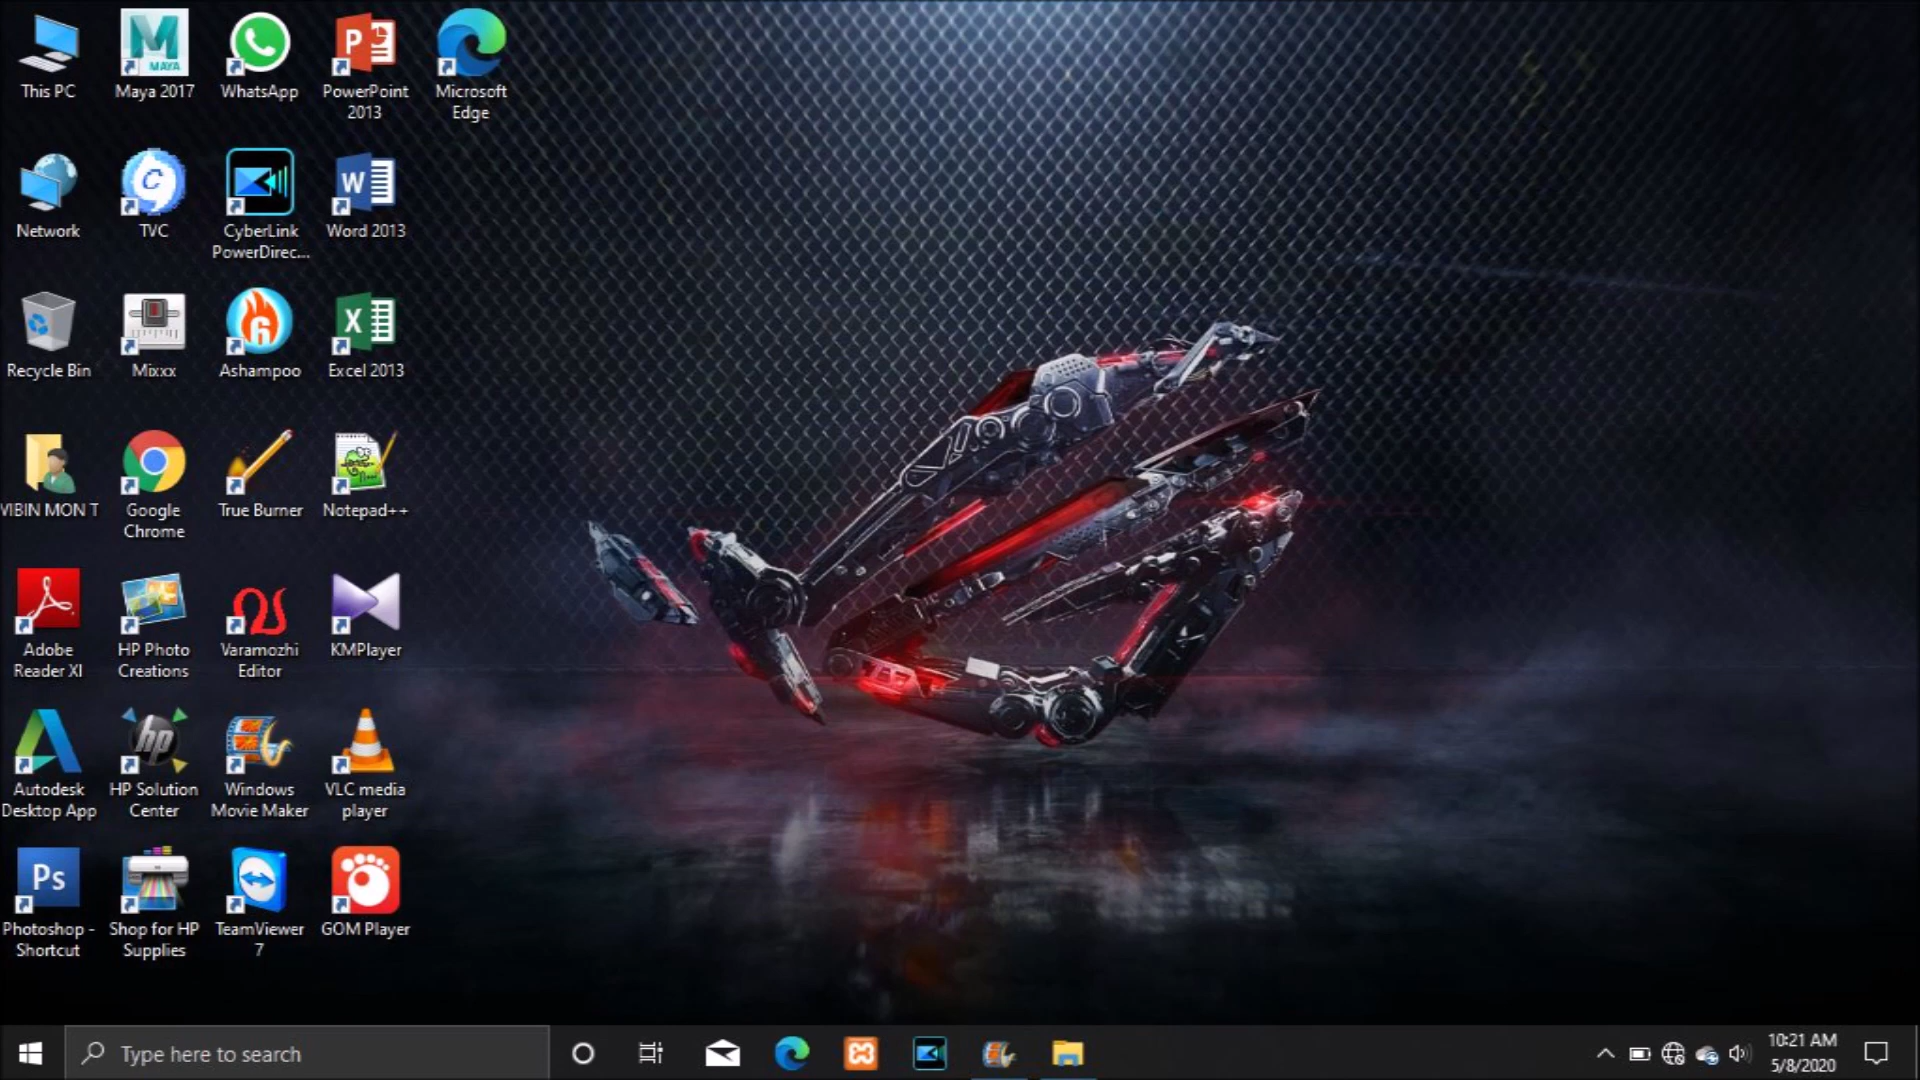 This PC
Maya 2017
WhatsApp
PowerPoint
2013
Microsoft
Edge
Network
TVC
CyberLink
PowerDirec...
Word 2013
Recycle Bin
Mixxx
Ashampoo
Excel 2013
VIBIN MON T
Google
Chrome
True Burner
Notepad++
Adobe
Reader XI
HP Photo
Creations
Varamozhi
Editor
KMPlayer
Autodesk
Desktop App
HP Solution
Center
Windows
Movie Maker
VLC media
player
Photoshop -
Shortcut
Shop for HP
Supplies
TeamViewer
7
GOM Player
Type here to search
10:21 AM
5/8/2020